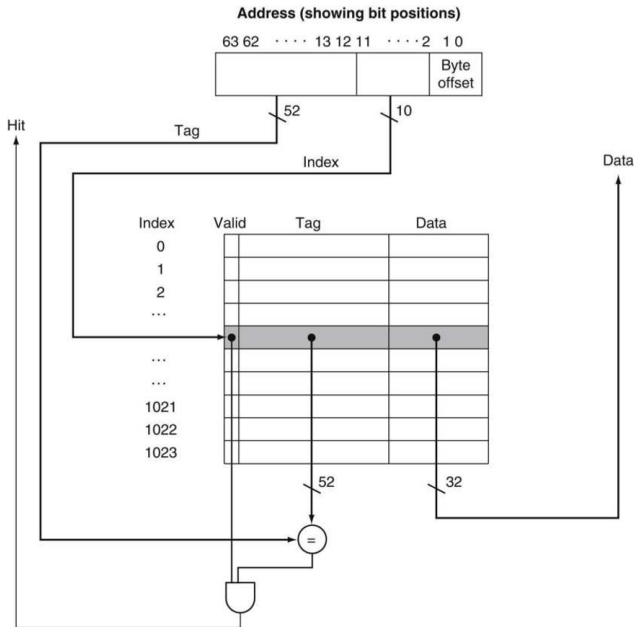 Address (showing bit positions)
63 62 · · · · 13 12 11 · · · · 2 1 0
Byte
offset
52
10
Hit
Tag
Index
Data
Index Valid Tag Data
0
1
2
...
...
...
1021
1022
1023
52
32
=